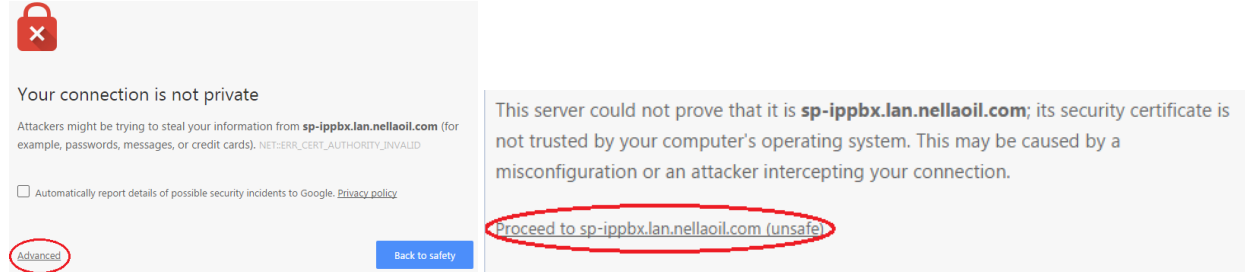 Your connection is not private
Attackers might be trying to steal your information from sp-ippbx.lan.nellaoil.com (for
example, passwords, messages, or credit cards). NET::ERR_CERT_AUTHORITY_INVALID
Automatically report details of possible security incidents to Google. Privacy policy
Advanced
Back to safety
This server could not prove that it is sp-ippbx.lan.nellaoil.com; its security certificate is
not trusted by your computer's operating system. This may be caused by a
misconfiguration or an attacker intercepting your connection.
Proceed to sp-ippbx.lan.nellaoil.com (unsafe)